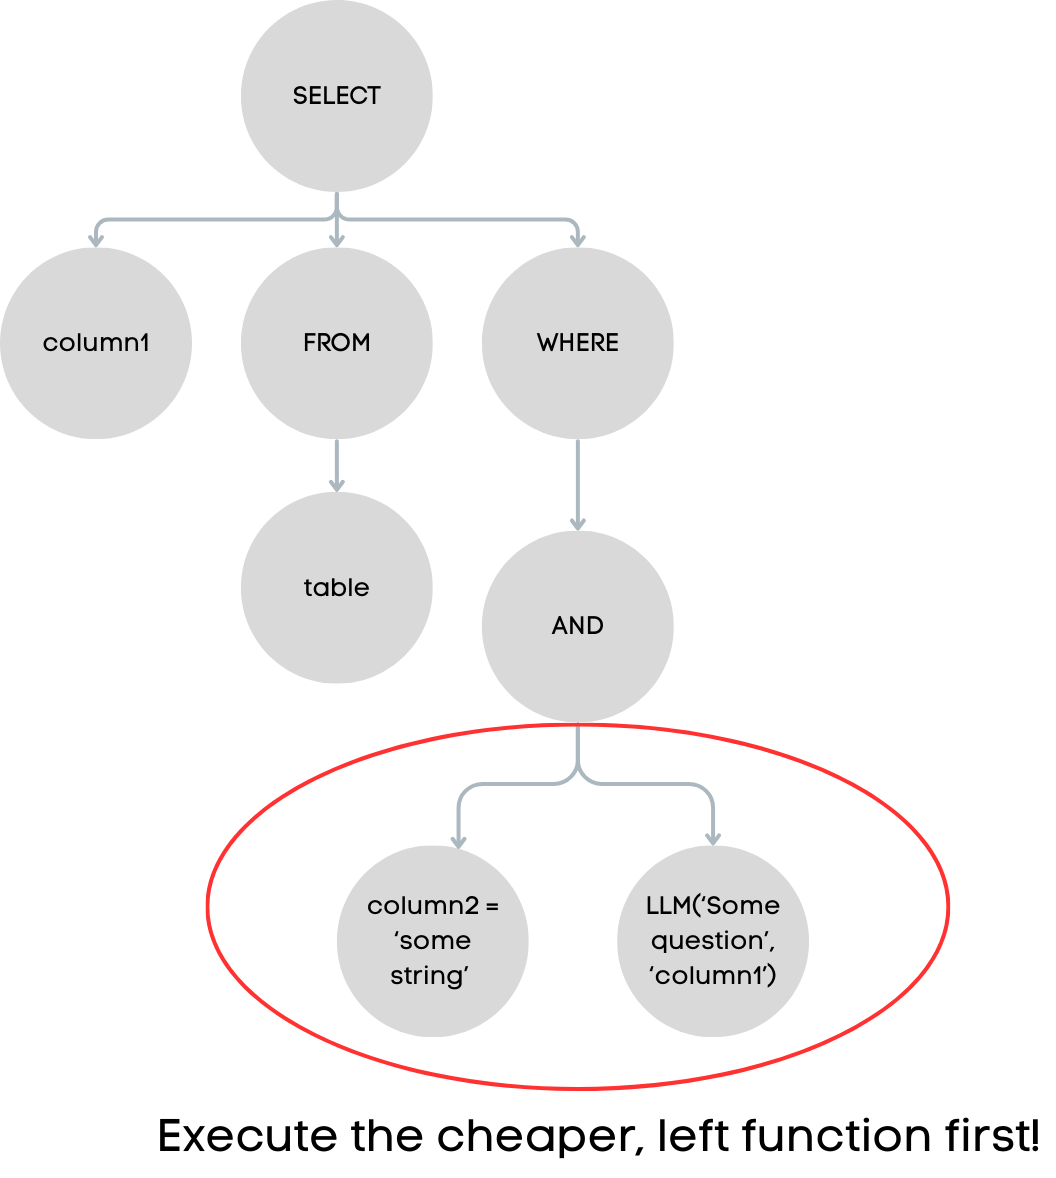 SELECT
column1
FROM
WHERE
table
AND
column2 =
‘some
string’
LLM(‘Some
question’,
‘column1’)
Execute the cheaper, left function first!